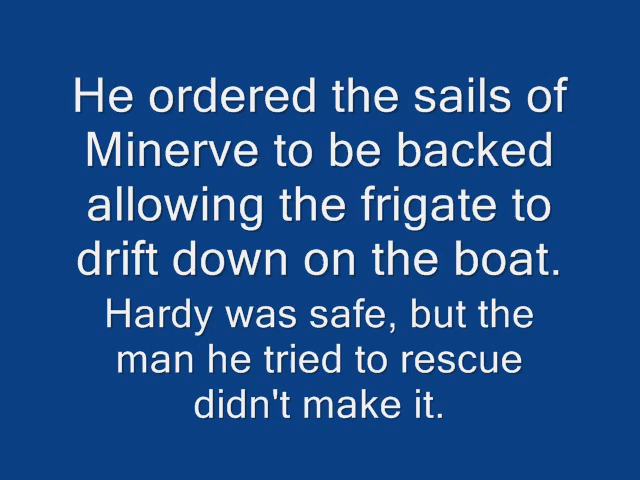 He ordered the sails of
Minerve to be backed
allowing the frigate to
drift down on the boat.
Hardy was safe, but the
man he tried to rescue
didn't make it.